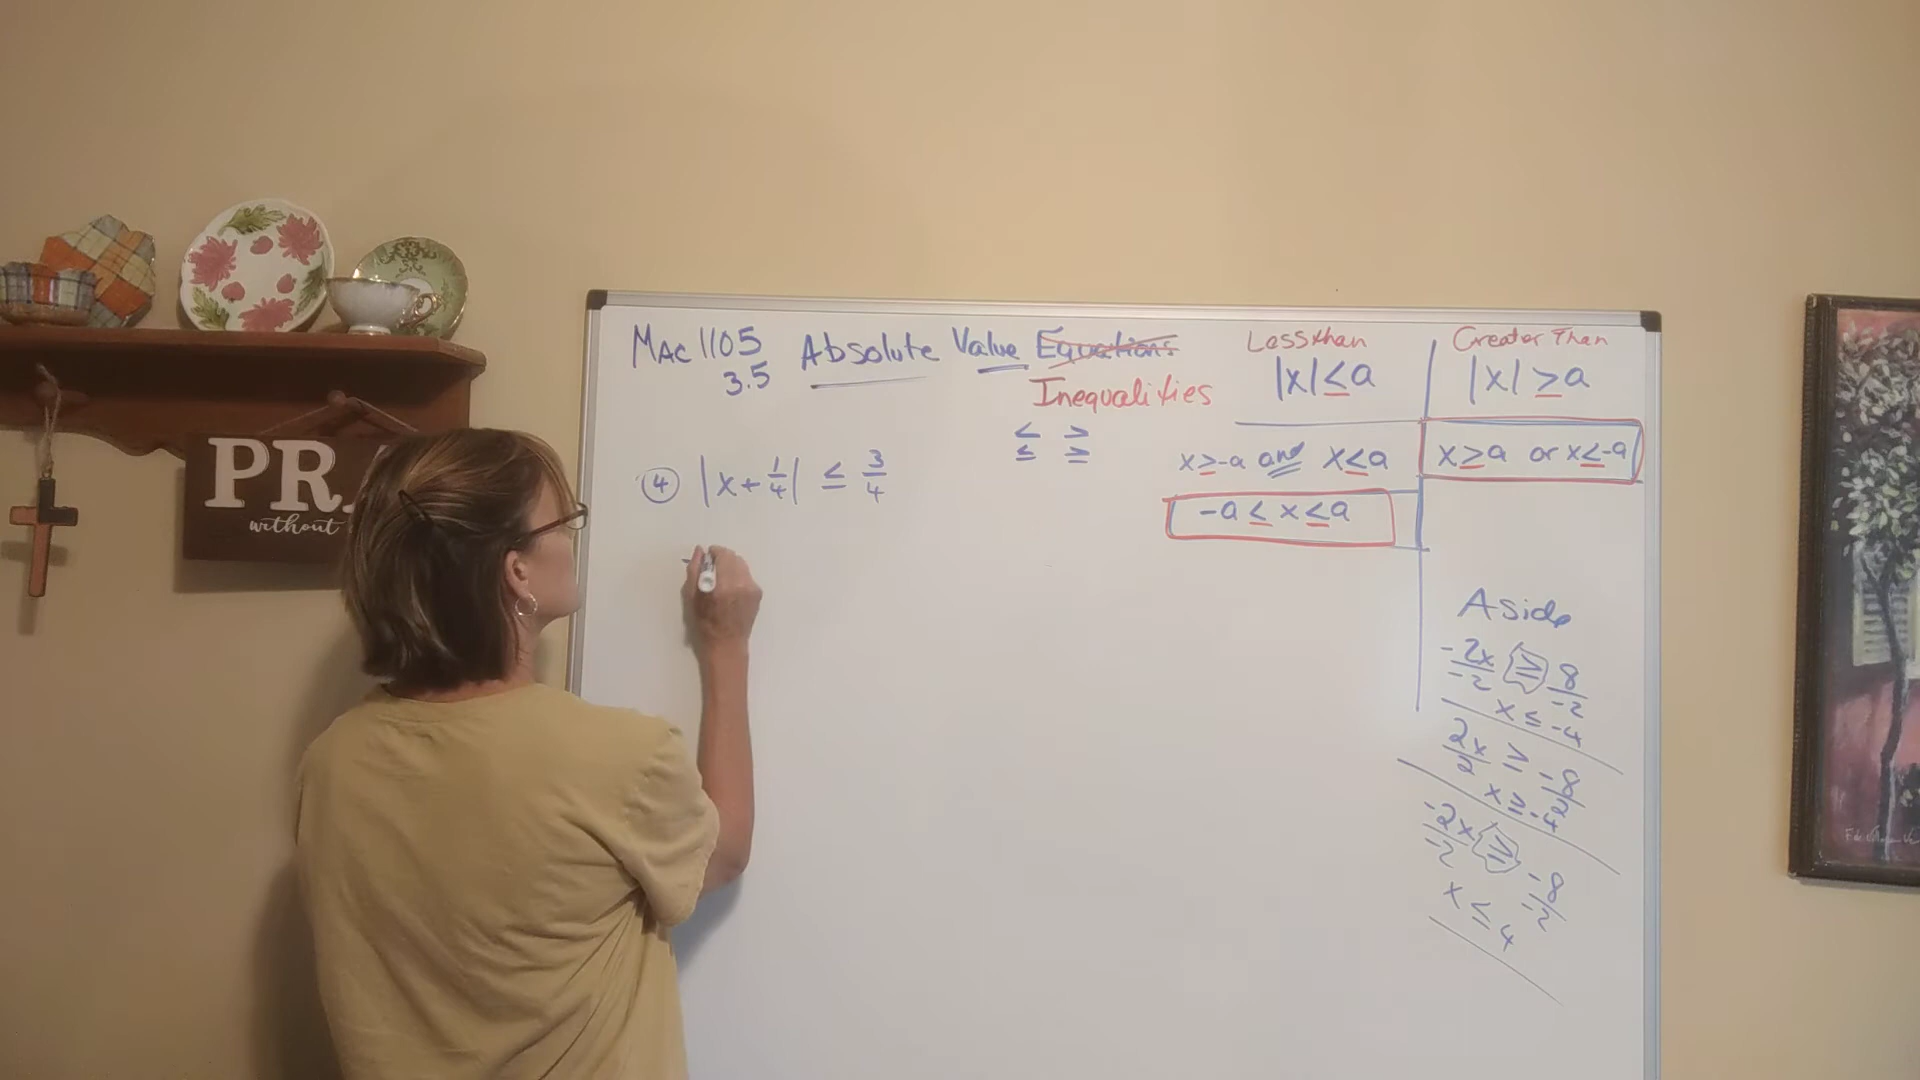 MAC 1105 Absolute Value Equations
3.5
Inequalities
< >
≤ ≥
④ |x + 1/4| ≤ 3/4
-
Less than
|x| ≤ a
x ≥ -a and x ≤ a
-a ≤ x ≤ a
Greater Than
|x| ≥ a
x ≥ a or x ≤ -a
Aside
-2x/-2 ≥ 8/-2
x ≤ -4
2x/2 ≥ -8/2
x ≥ -4
-2x/-2 ≥ -8/-2
x ≤ 4
PRA
without